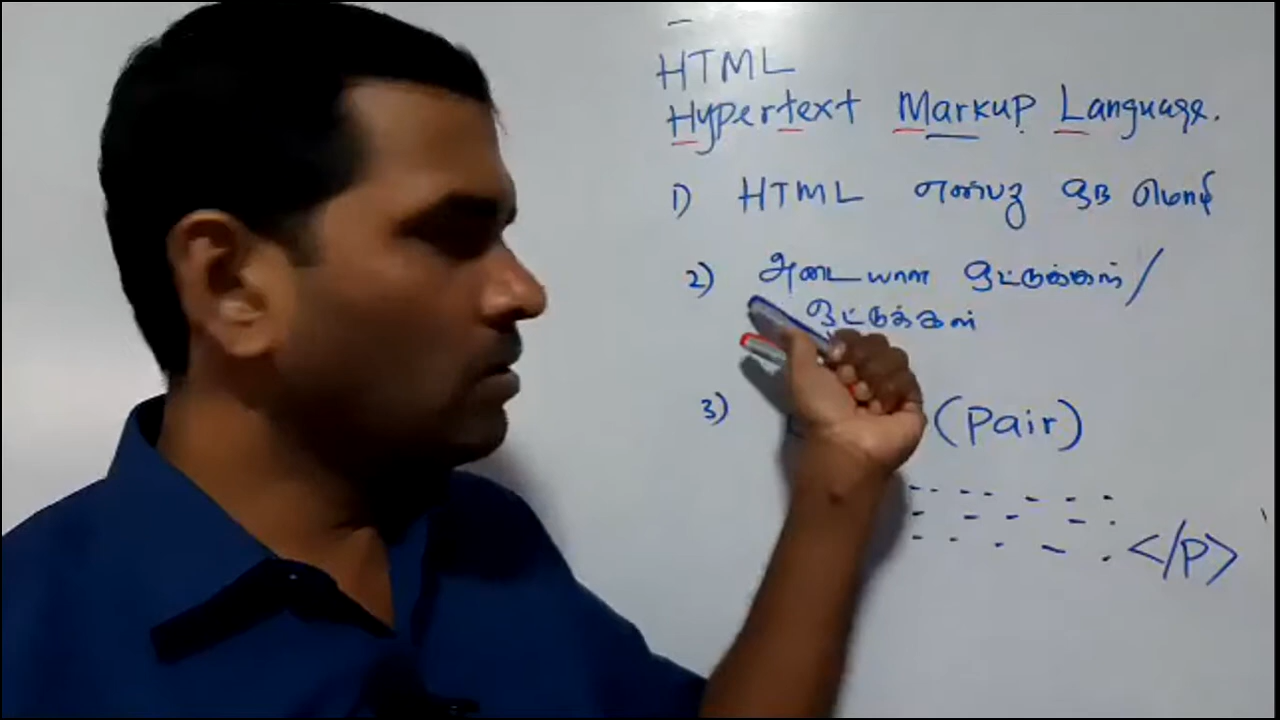 HTML
Hypertext Markup Language.
1) HTML என்பது ஒரு மொழி
2) அடையாள ஒட்டுக்கள் /
ஒட்டுக்கள்
3) (Pair)
</P>